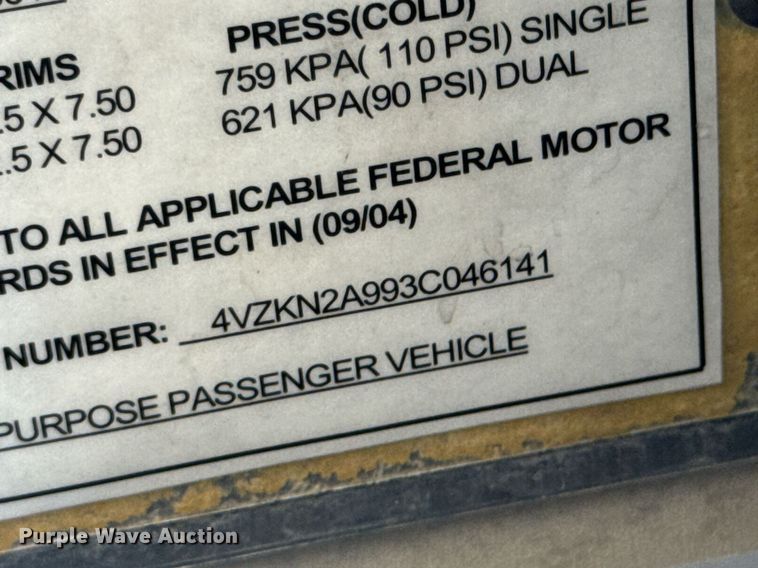 PRESS(COLD)
RIMS 759 KPA( 110 PSI) SINGLE
.5 X 7.50 621 KPA(90 PSI) DUAL
.5 X 7.50
TO ALL APPLICABLE FEDERAL MOTOR
RDS IN EFFECT IN (09/04)
NUMBER: 4VZKN2A993C046141
PURPOSE PASSENGER VEHICLE
Purple Wave Auction